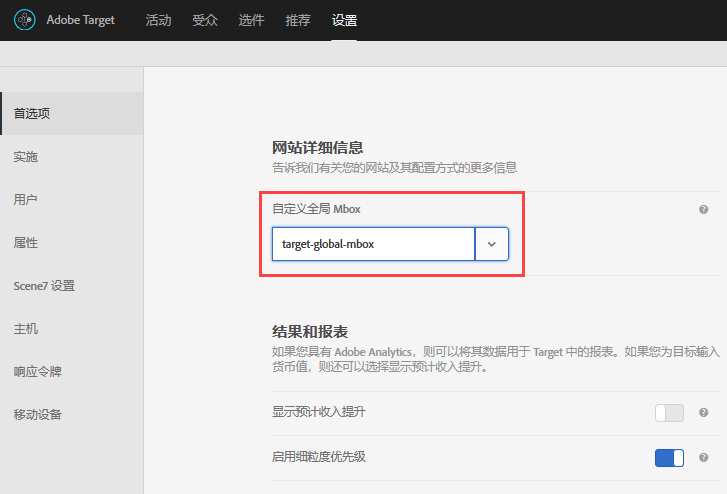 Adobe Target 活动 受众 选件 推荐 设置
首选项
实施
用户
属性
Scene7 设置
主机
响应令牌
移动设备
网站详细信息
告诉我们有关您的网站及其配置方式的更多信息
自定义全局 Mbox
target-global-mbox
结果和报表
如果您具有 Adobe Analytics，则可以将其数据用于 Target 中的报表。如果您为目标输入
货币值，则还可以选择显示预计收入提升。
显示预计收入提升
启用细粒度优先级